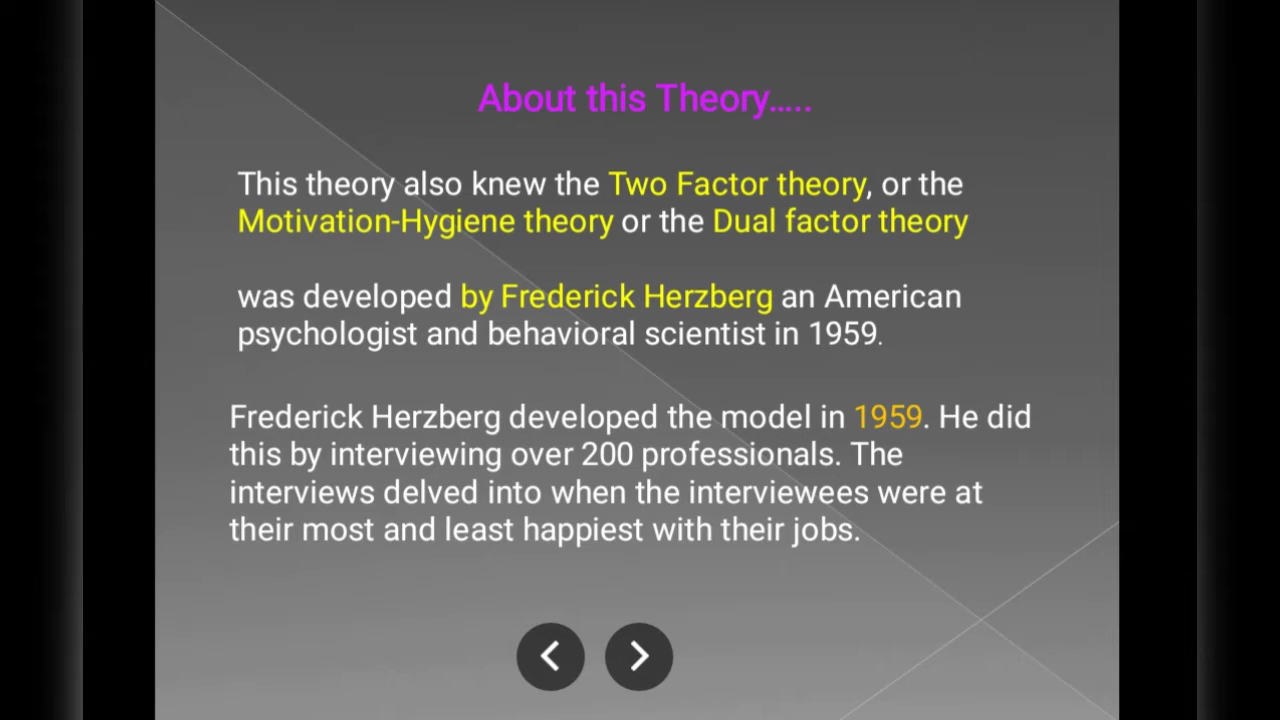 About this Theory.....
This theory also knew the Two Factor theory, or the
Motivation-Hygiene theory or the Dual factor theory
was developed by Frederick Herzberg an American
psychologist and behavioral scientist in 1959.
Frederick Herzberg developed the model in 1959. He did
this by interviewing over 200 professionals. The
interviews delved into when the interviewees were at
their most and least happiest with their jobs.